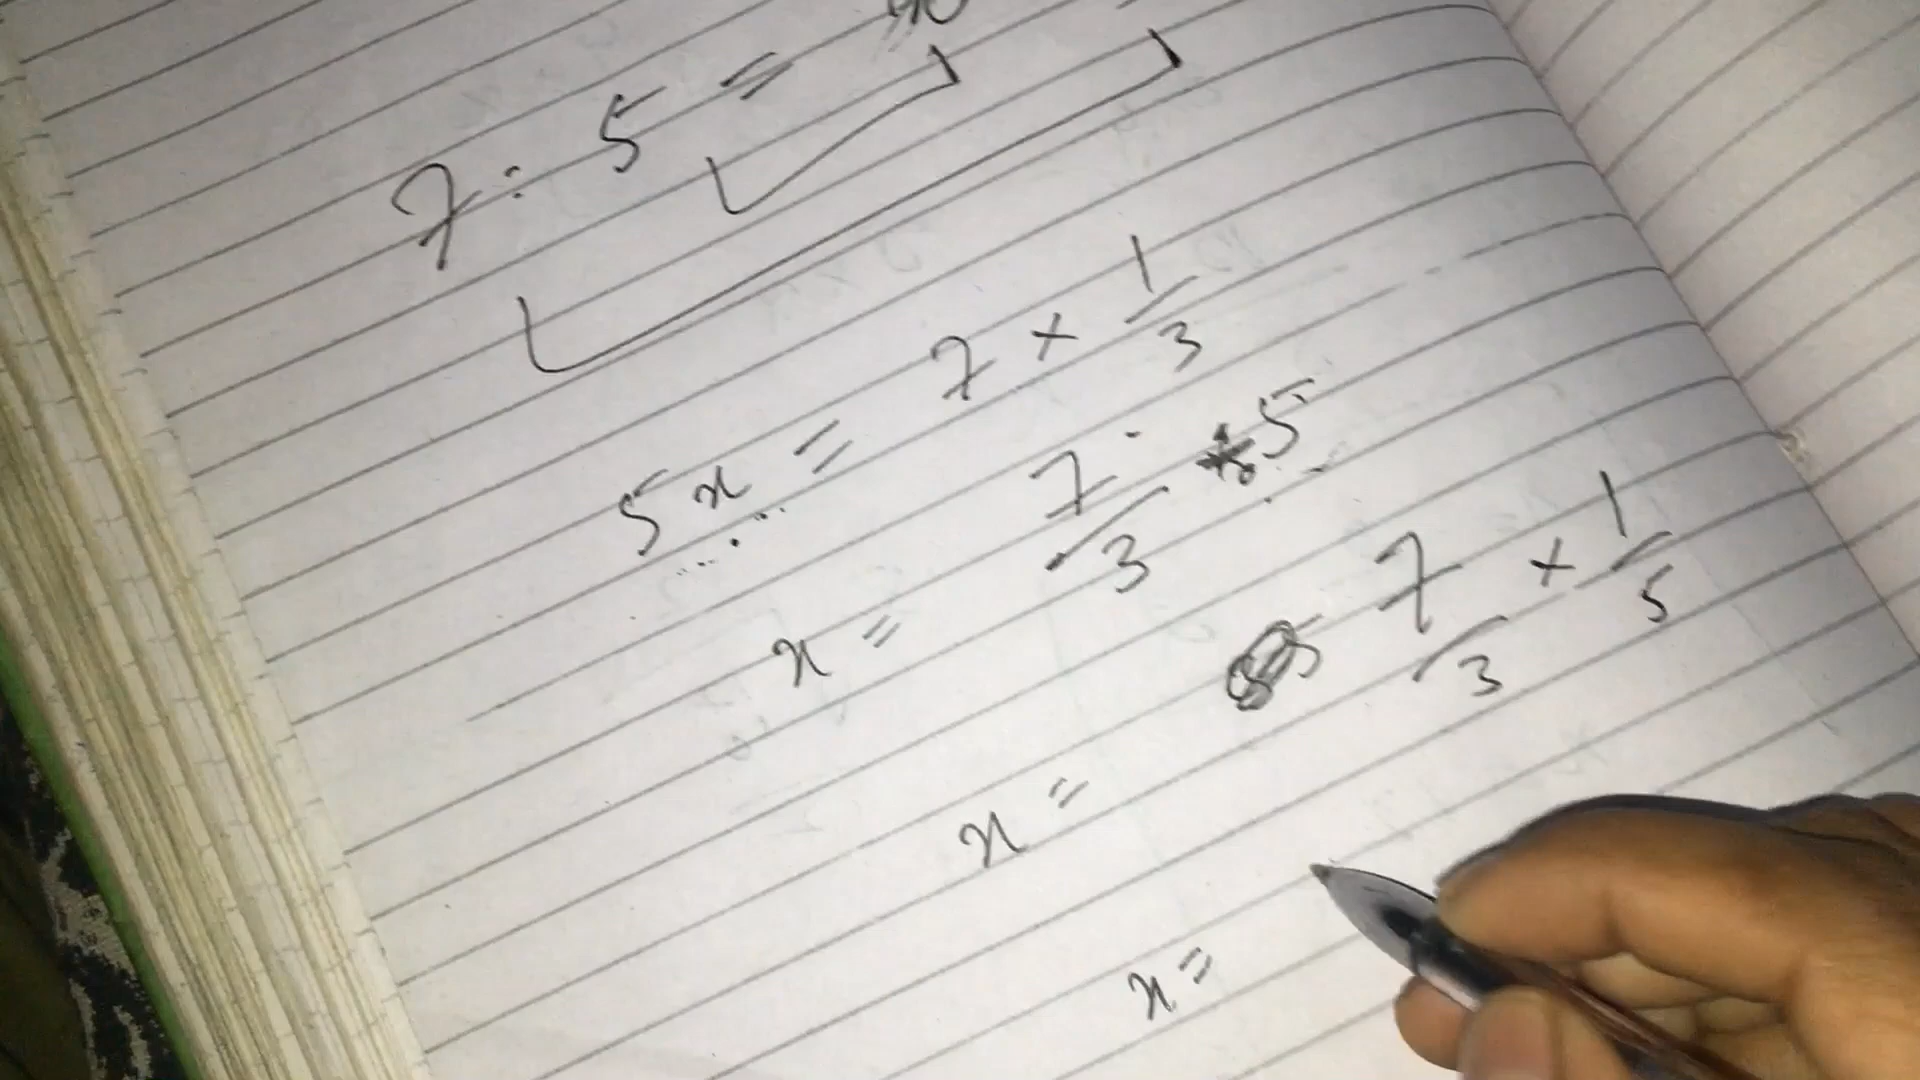 7 : 5 = x
5x = 7 × 1/3
x = 7/3 ÷ 5
x = 7/3 × 1/5
x =